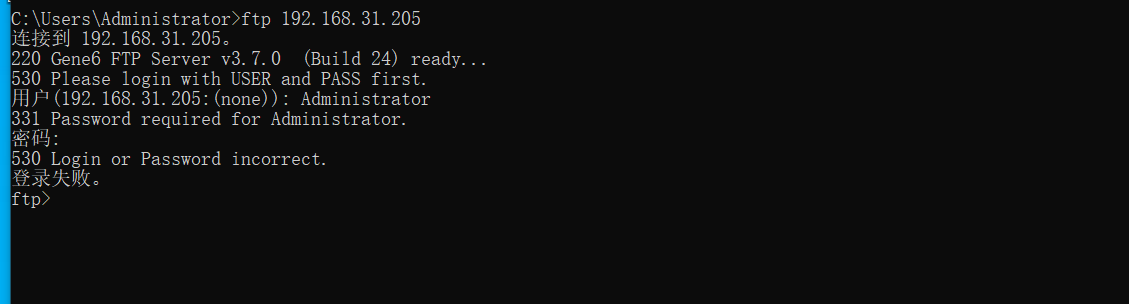 C:\Users\Administrator>ftp 192.168.31.205
连接到 192.168.31.205。
220 Gene6 FTP Server v3.7.0  (Build 24) ready...
530 Please login with USER and PASS first.
用户(192.168.31.205:(none)): Administrator
331 Password required for Administrator.
密码:
530 Login or Password incorrect.
登录失败。
ftp>